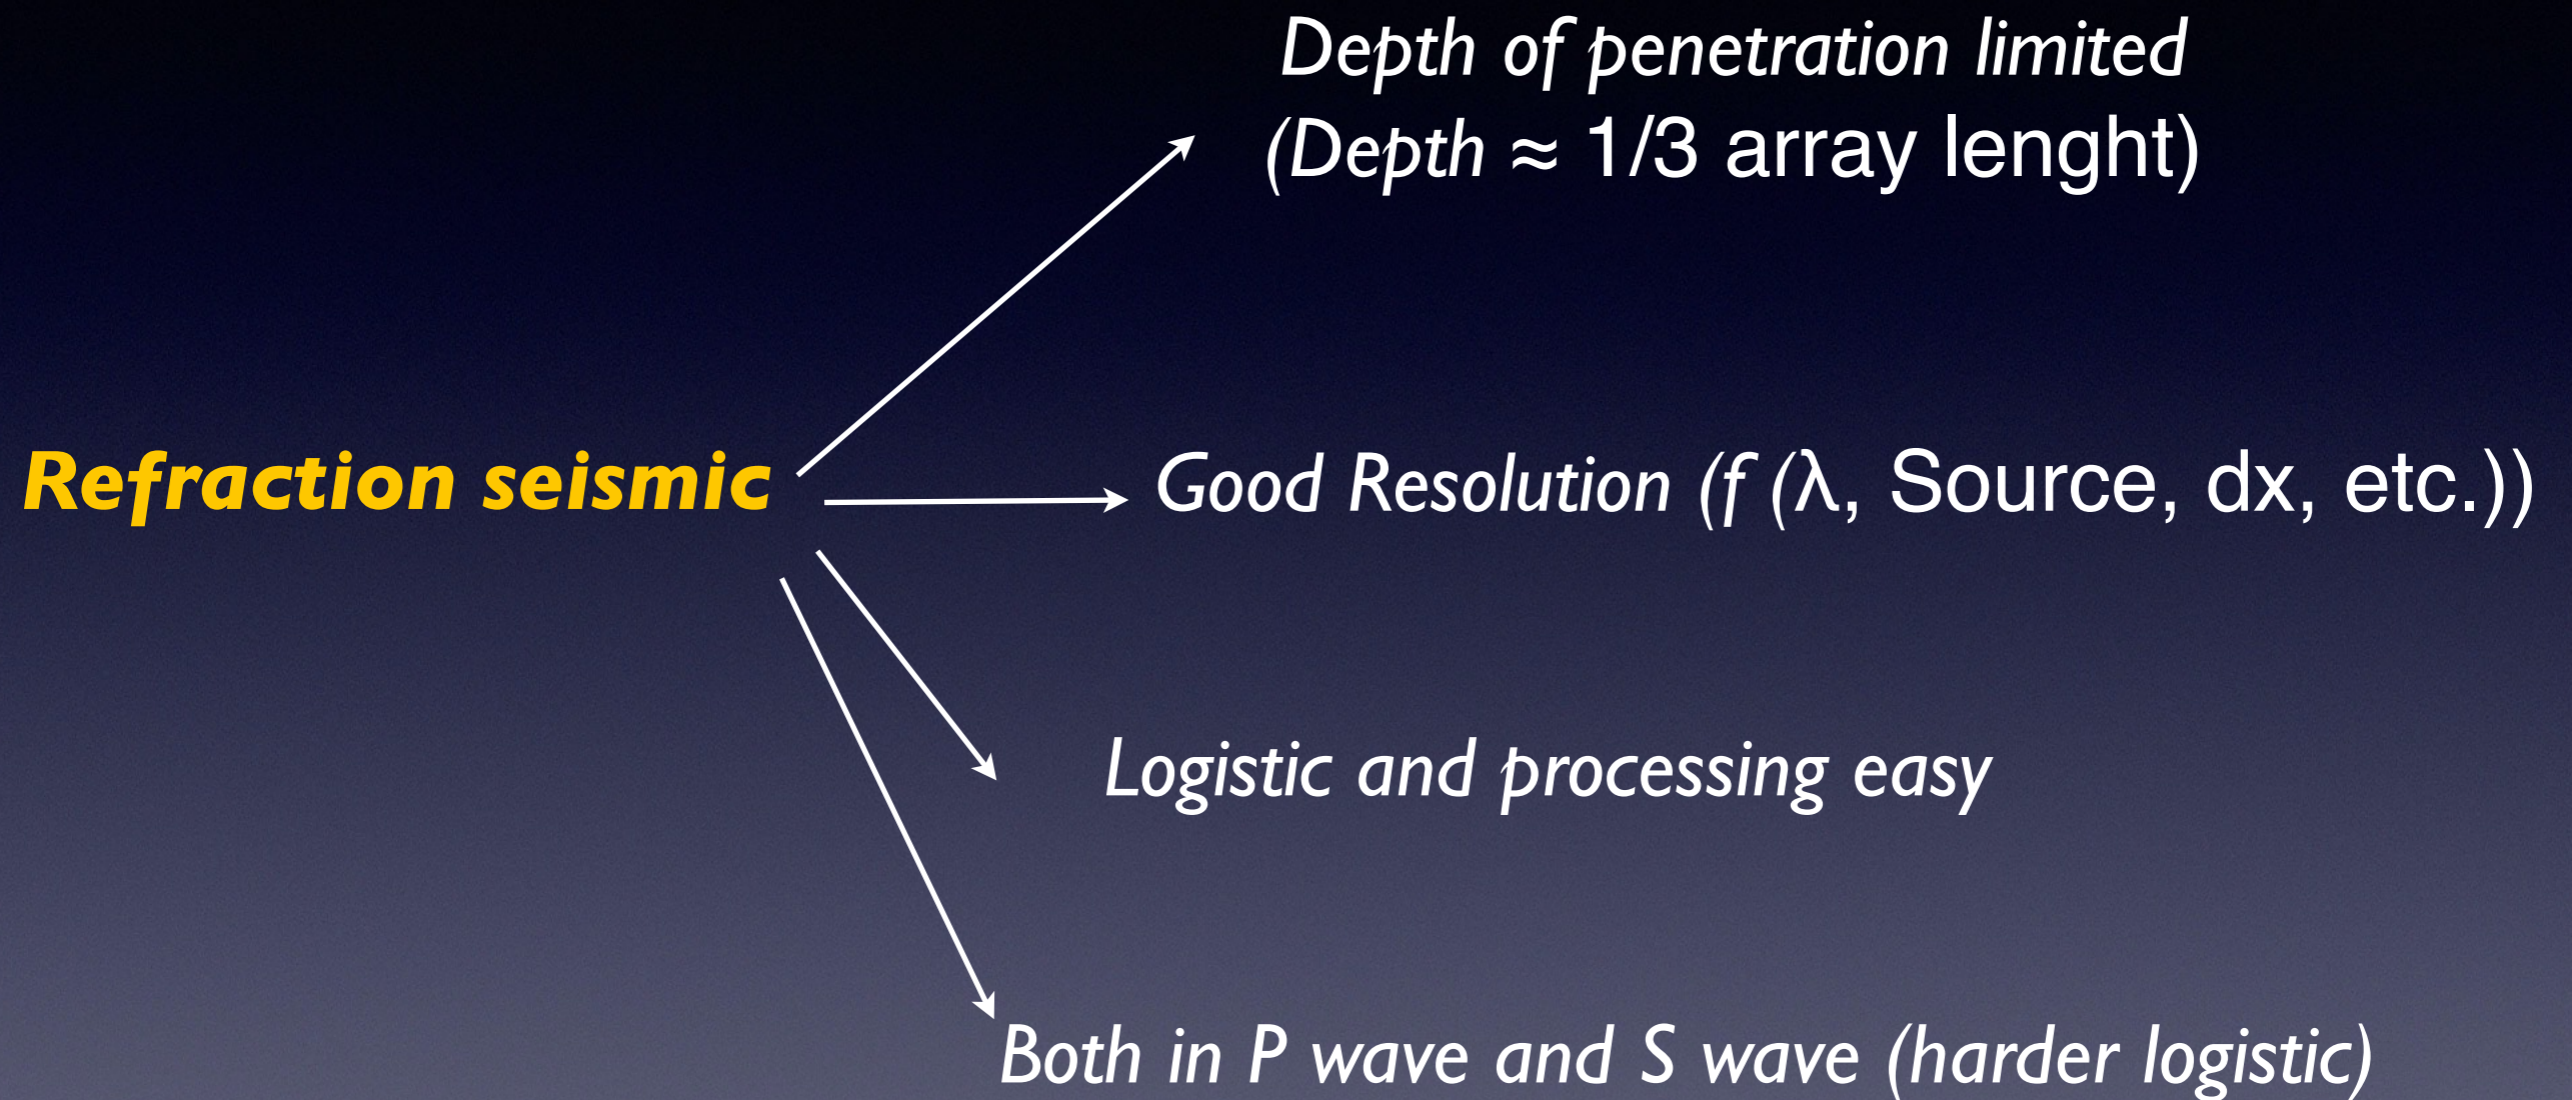 Depth of penetration limited
(Depth ≈ 1/3 array lenght)
Refraction seismic
Good Resolution (f (λ, Source, dx, etc.))
Logistic and processing easy
Both in P wave and S wave (harder logistic)